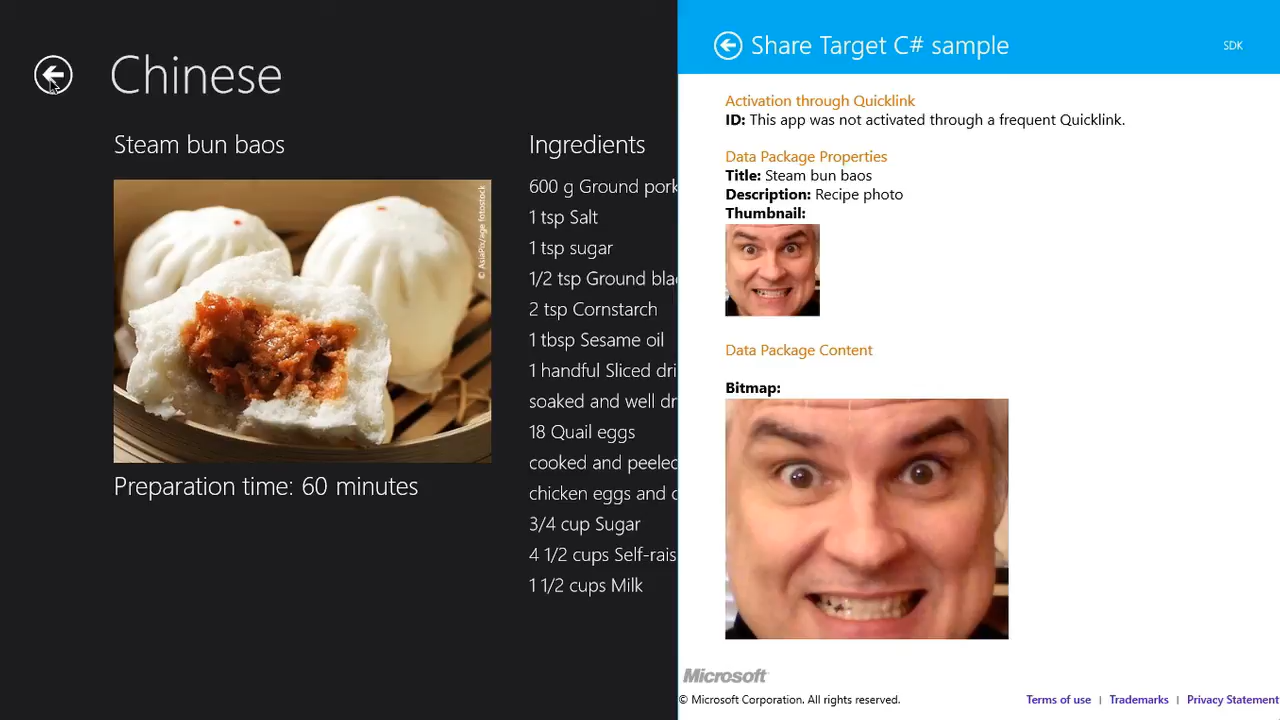 Chinese
Steam bun baos
© AsiaPix/age fotostock
Preparation time: 60 minutes
Ingredients
600 g Ground pork
1 tsp Salt
1 tsp sugar
1/2 tsp Ground bla
2 tsp Cornstarch
1 tbsp Sesame oil
1 handful Sliced dri
soaked and well dr
18 Quail eggs
cooked and peeled
chicken eggs and
3/4 cup Sugar
4 1/2 cups Self-rais
1 1/2 cups Milk
Share Target C# sample
SDK
Activation through Quicklink
ID: This app was not activated through a frequent Quicklink.
Data Package Properties
Title: Steam bun baos
Description: Recipe photo
Thumbnail:
Data Package Content
Bitmap:
Microsoft
© Microsoft Corporation. All rights reserved.
Terms of use | Trademarks | Privacy Statement